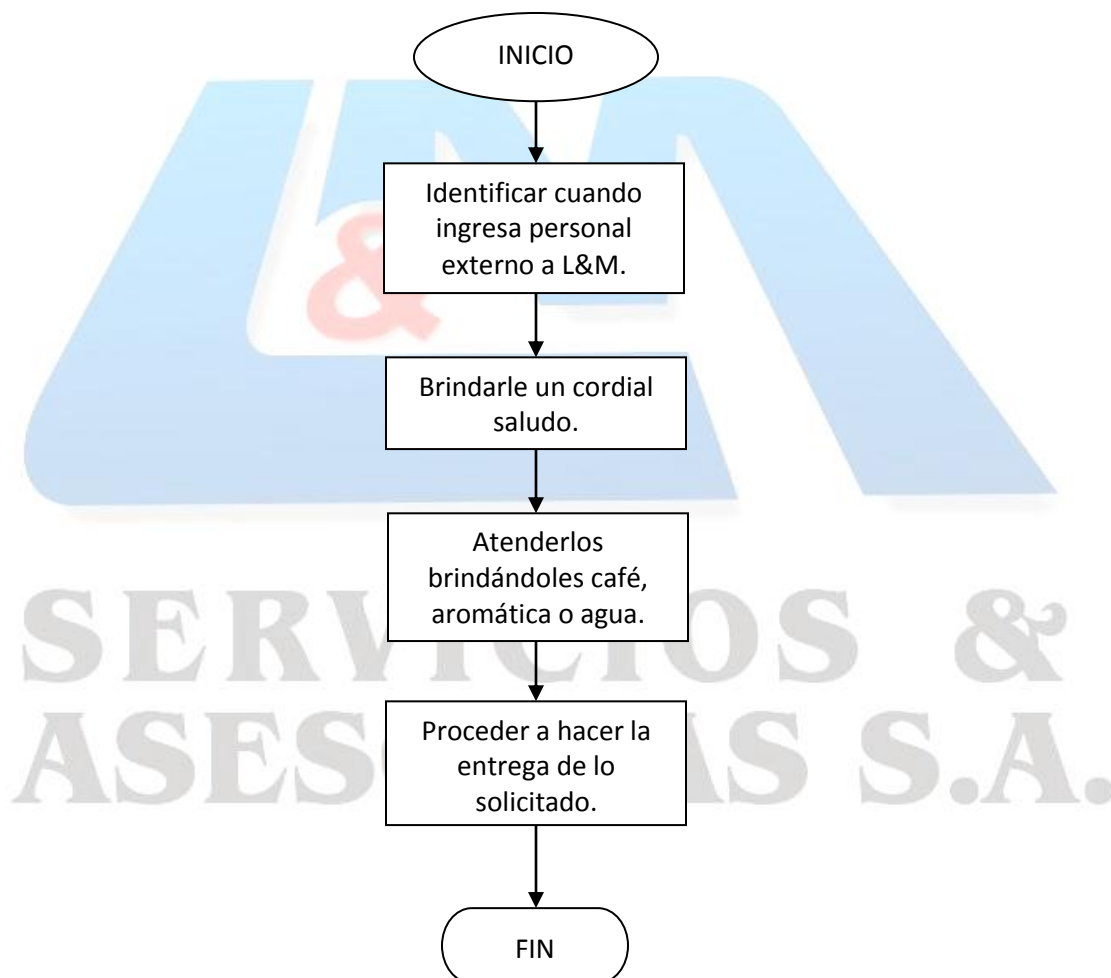 INICIO
Identificar cuando
ingresa personal
externo a L&M.
Brindarle un cordial
saludo.
Atenderlos
brindándoles café,
aromática o agua.
Proceder a hacer la
entrega de lo
solicitado.
FIN
L&M
SERVICIOS &
ASESORIAS S.A.